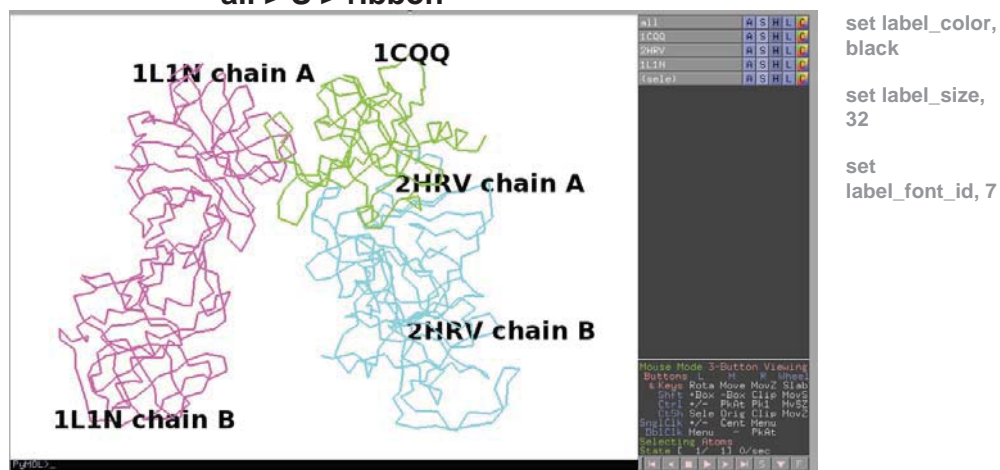 all > S > ribbon
1CQQ
1L1N chain A
2HRV chain A
2HRV chain B
1L1N chain B
PyMOL>_
all A S H L C
1CQQ A S H L C
2HRV A S H L C
1L1N A S H L C
(sele) A S H L C
Mouse Mode 3-Button Viewing
Buttons L M R Wheel
& Keys Rota Move MovZ Slab
Shft +Box -Box Clip MovS
Ctrl +/- PkAt Pk1 MvSZ
CtSh Sele Orig Clip MovZ
SnglClk +/- Cent Menu
DblClk Menu - PkAt
Selecting Atoms
State [ 1/ 1] 0/sec
S
F
set label_color,
black
set label_size,
32
set
label_font_id, 7